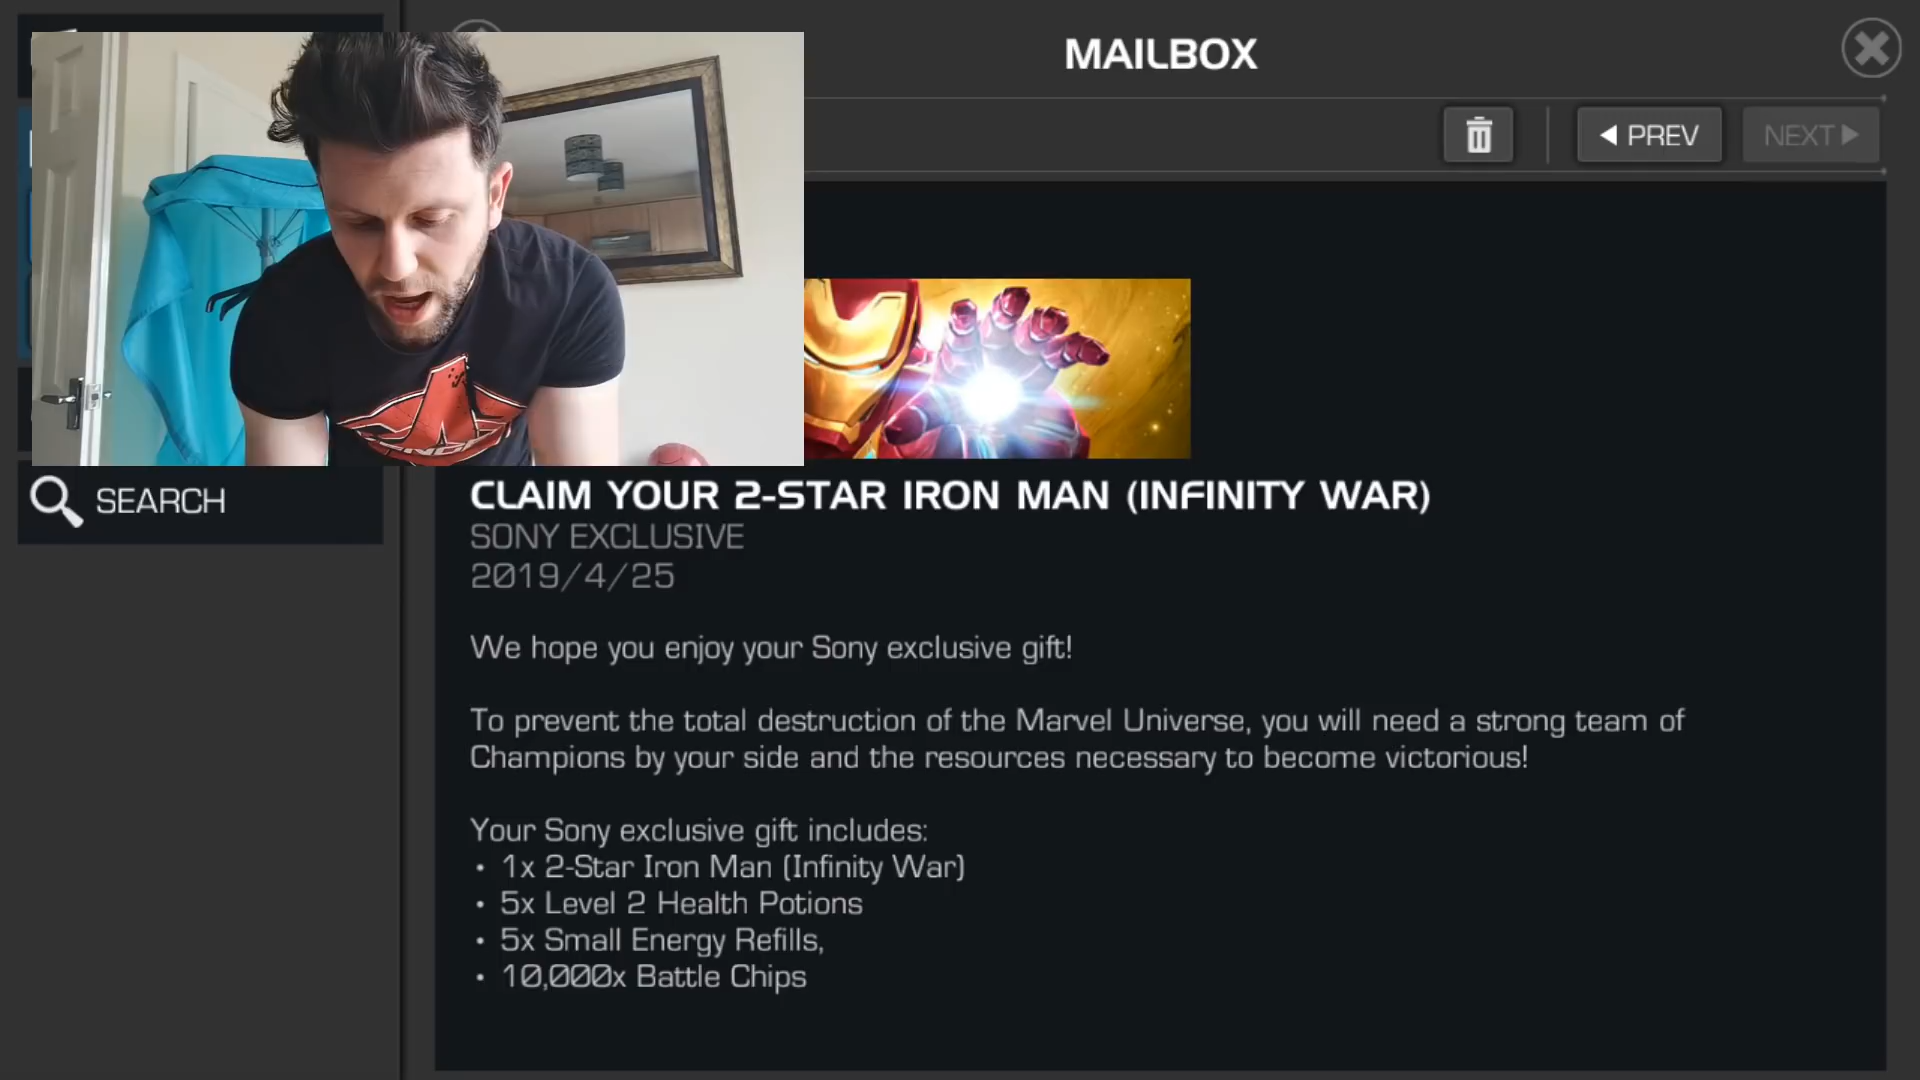 MAILBOX
PREV
NEXT
SEARCH
CLAIM YOUR 2-STAR IRON MAN (INFINITY WAR)
SONY EXCLUSIVE
2019/4/25
We hope you enjoy your Sony exclusive gift!
To prevent the total destruction of the Marvel Universe, you will need a strong team of
Champions by your side and the resources necessary to become victorious!
Your Sony exclusive gift includes:
• 1x 2-Star Iron Man (Infinity War)
• 5x Level 2 Health Potions
• 5x Small Energy Refills,
• 10,000x Battle Chips